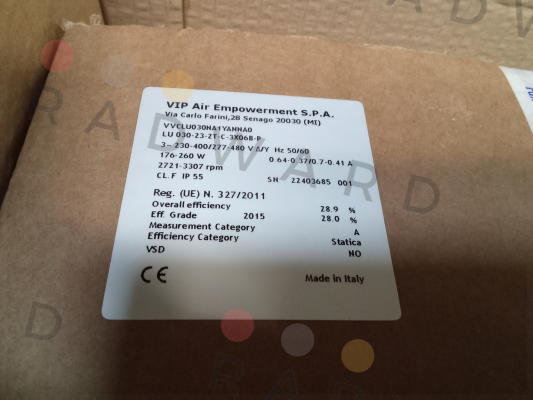 VIP Air Empowerment S.P.A.
Via Carlo Farini,28 Senago 20030 (MI)
VVCLU030NA1YANNA0
LU 030-23-2T-C-3X06B-P
3~ 230-400/277-480 V Δ/Y Hz 50/60
176-260 W 0.64-0.37/0.7-0.41 A
2721-3307 rpm
CL.F IP 55 SN 22403685 001
Reg. (UE) N. 327/2011
Overall efficiency 28.9 %
Eff. Grade 2015 28.0 %
Measurement Category A
Efficiency Category Statica
VSD NO
CE Made in Italy
RADWARD
RADWARD